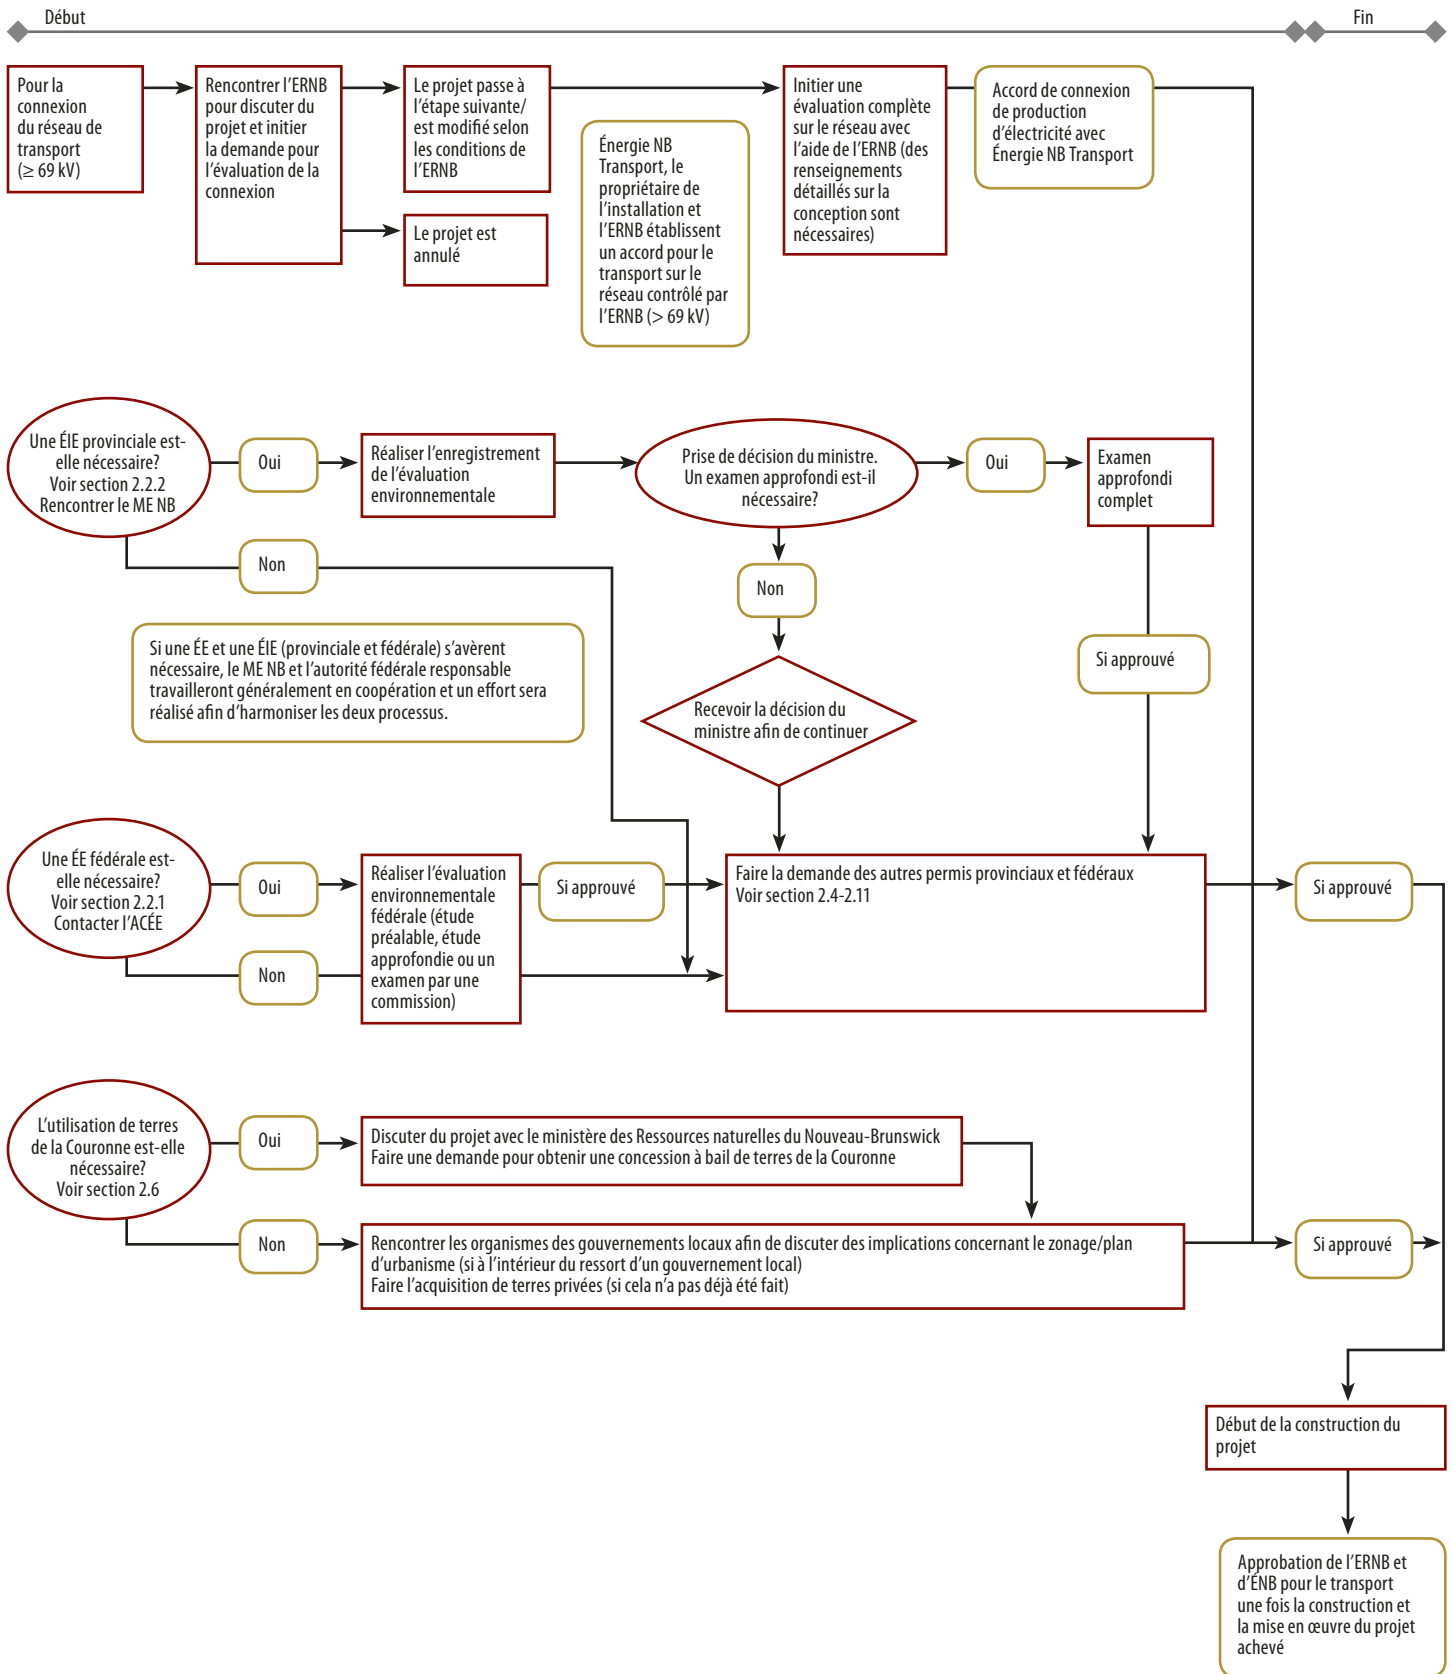 Début
Fin
Pour la
connexion
du réseau de
transport
(≥ 69 kV)
Rencontrer l'ERNB
pour discuter du
projet et initier
la demande pour
l'évaluation de la
connexion
Le projet passe à
l'étape suivante/
est modifié selon
les conditions de
l'ERNB
Le projet est
annulé
Énergie NB
Transport, le
propriétaire de
l'installation et
l'ERNB établissent
un accord pour le
transport sur le
réseau contrôlé par
l'ERNB (> 69 kV)
Initier une
évaluation complète
sur le réseau avec
l'aide de l'ERNB (des
renseignements
détaillés sur la
conception sont
nécessaires)
Accord de connexion
de production
d'électricité avec
Énergie NB Transport
Une ÉIE provinciale est-
elle nécessaire?
Voir section 2.2.2
Rencontrer le ME NB
Oui
Réaliser l'enregistrement
de l'évaluation
environnementale
Prise de décision du ministre.
Un examen approfondi est-il
nécessaire?
Oui
Examen
approfondi
complet
Non
Non
Si une ÉE et une ÉIE (provinciale et fédérale) s'avèrent
nécessaire, le ME NB et l'autorité fédérale responsable
travailleront généralement en coopération et un effort sera
réalisé afin d'harmoniser les deux processus.
Si approuvé
Recevoir la décision du
ministre afin de continuer
Une ÉE fédérale est-
elle nécessaire?
Voir section 2.2.1
Contacter l'ACÉE
Oui
Non
Réaliser l'évaluation
environnementale
fédérale (étude
préalable, étude
approfondie ou un
examen par une
commission)
Si approuvé
Faire la demande des autres permis provinciaux et fédéraux
Voir section 2.4-2.11
Si approuvé
L'utilisation de terres
de la Couronne est-elle
nécessaire?
Voir section 2.6
Oui
Discuter du projet avec le ministère des Ressources naturelles du Nouveau-Brunswick
Faire une demande pour obtenir une concession à bail de terres de la Couronne
Non
Rencontrer les organismes des gouvernements locaux afin de discuter des implications concernant le zonage/plan
d'urbanisme (si à l'intérieur du ressort d'un gouvernement local)
Faire l'acquisition de terres privées (si cela n'a pas déjà été fait)
Si approuvé
Début de la construction du
projet
Approbation de l'ERNB et
d'ÉNB pour le transport
une fois la construction et
la mise en œuvre du projet
achevé